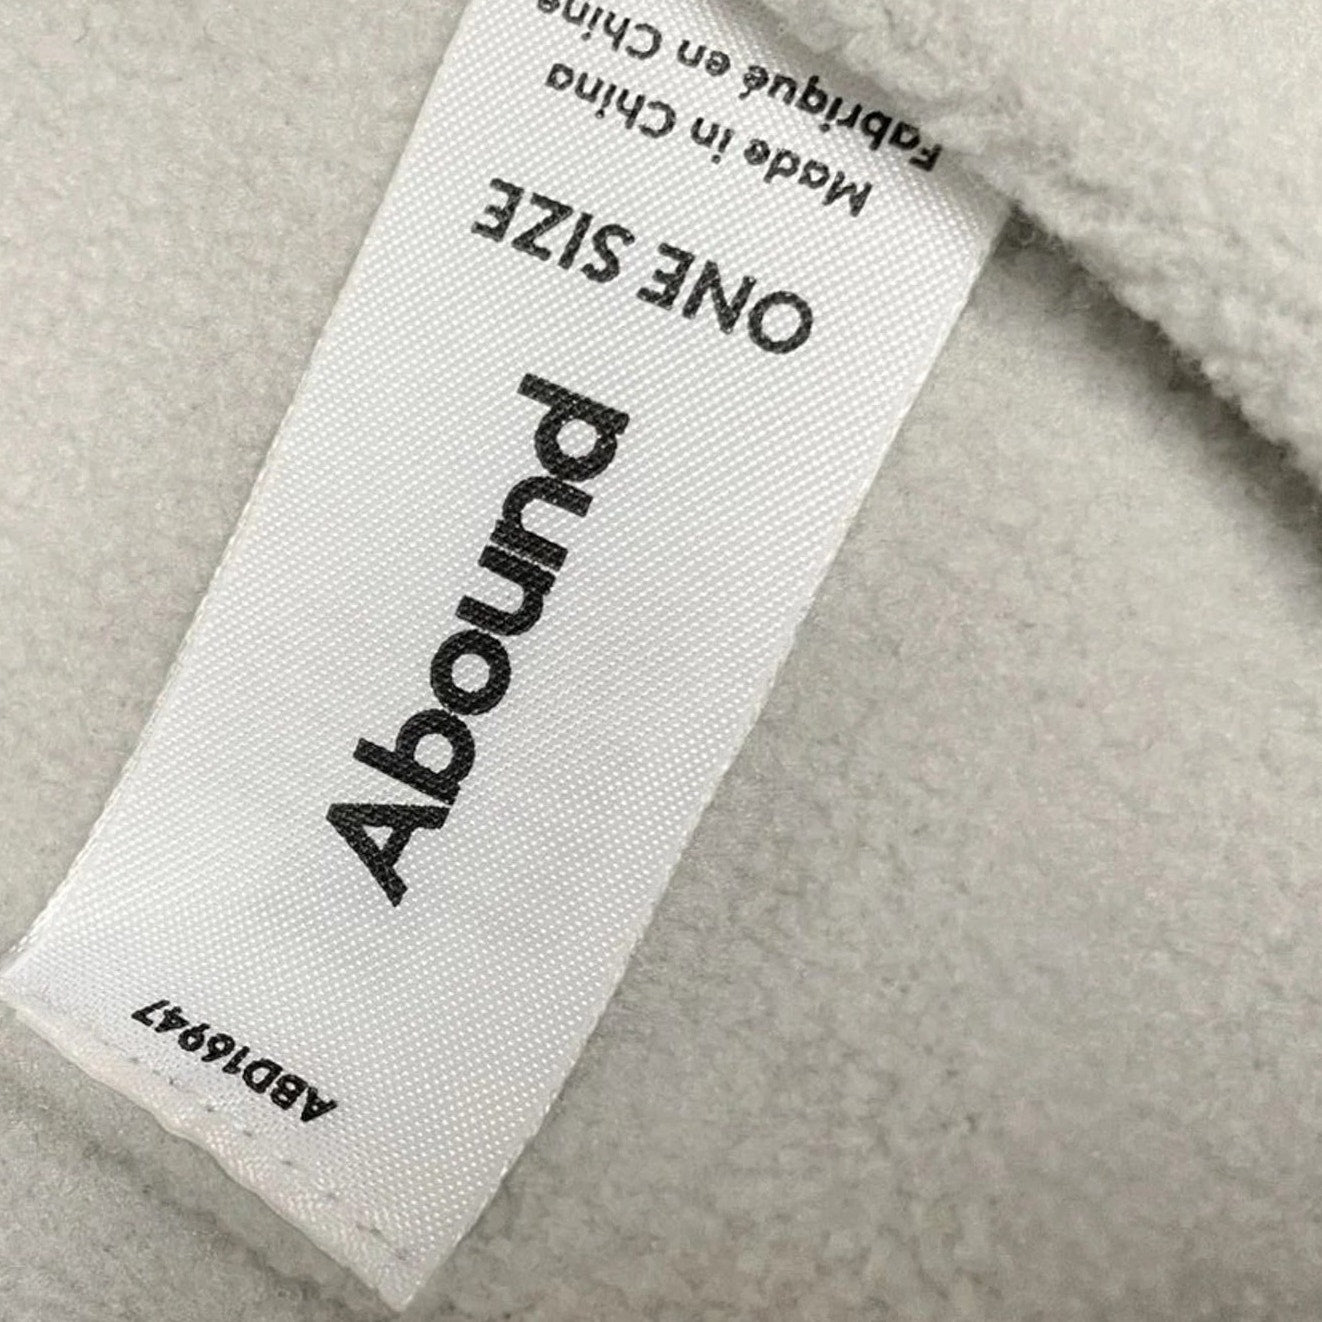 ABD16947
Abound
ONE SIZE
Made in China
Fabriqué en Chine